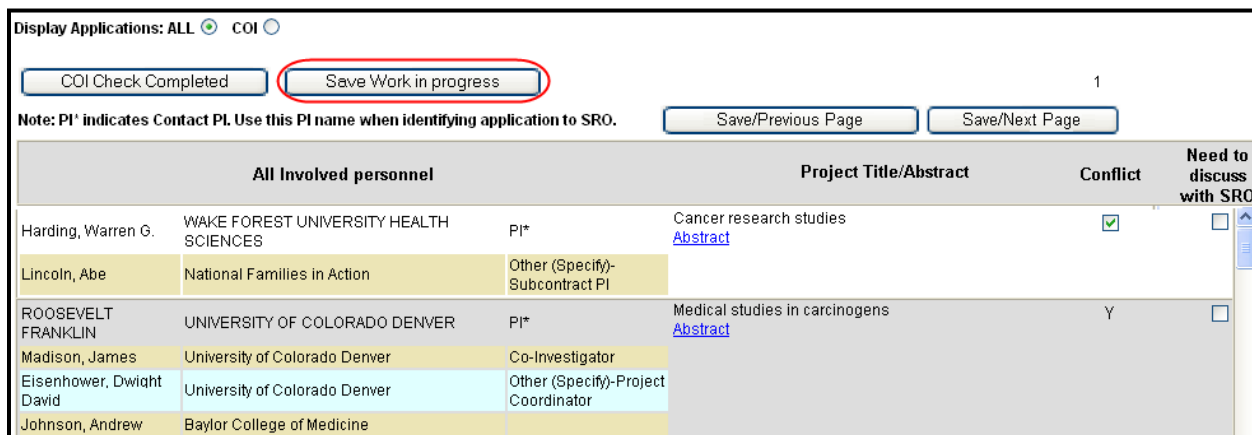 Display Applications: ALL COI
COI Check Completed Save Work in progress 1
Note: PI* indicates Contact PI. Use this PI name when identifying application to SRO. Save/Previous Page Save/Next Page
All Involved personnel Project Title/Abstract Conflict Need to discuss with SRO
Harding, Warren G. WAKE FOREST UNIVERSITY HEALTH SCIENCES PI* Cancer research studies
Abstract
Lincoln, Abe National Families in Action Other (Specify)-Subcontract PI
ROOSEVELT FRANKLIN UNIVERSITY OF COLORADO DENVER PI* Medical studies in carcinogens Y
Abstract
Madison, James University of Colorado Denver Co-Investigator
Eisenhower, Dwight David University of Colorado Denver Other (Specify)-Project Coordinator
Johnson, Andrew Baylor College of Medicine